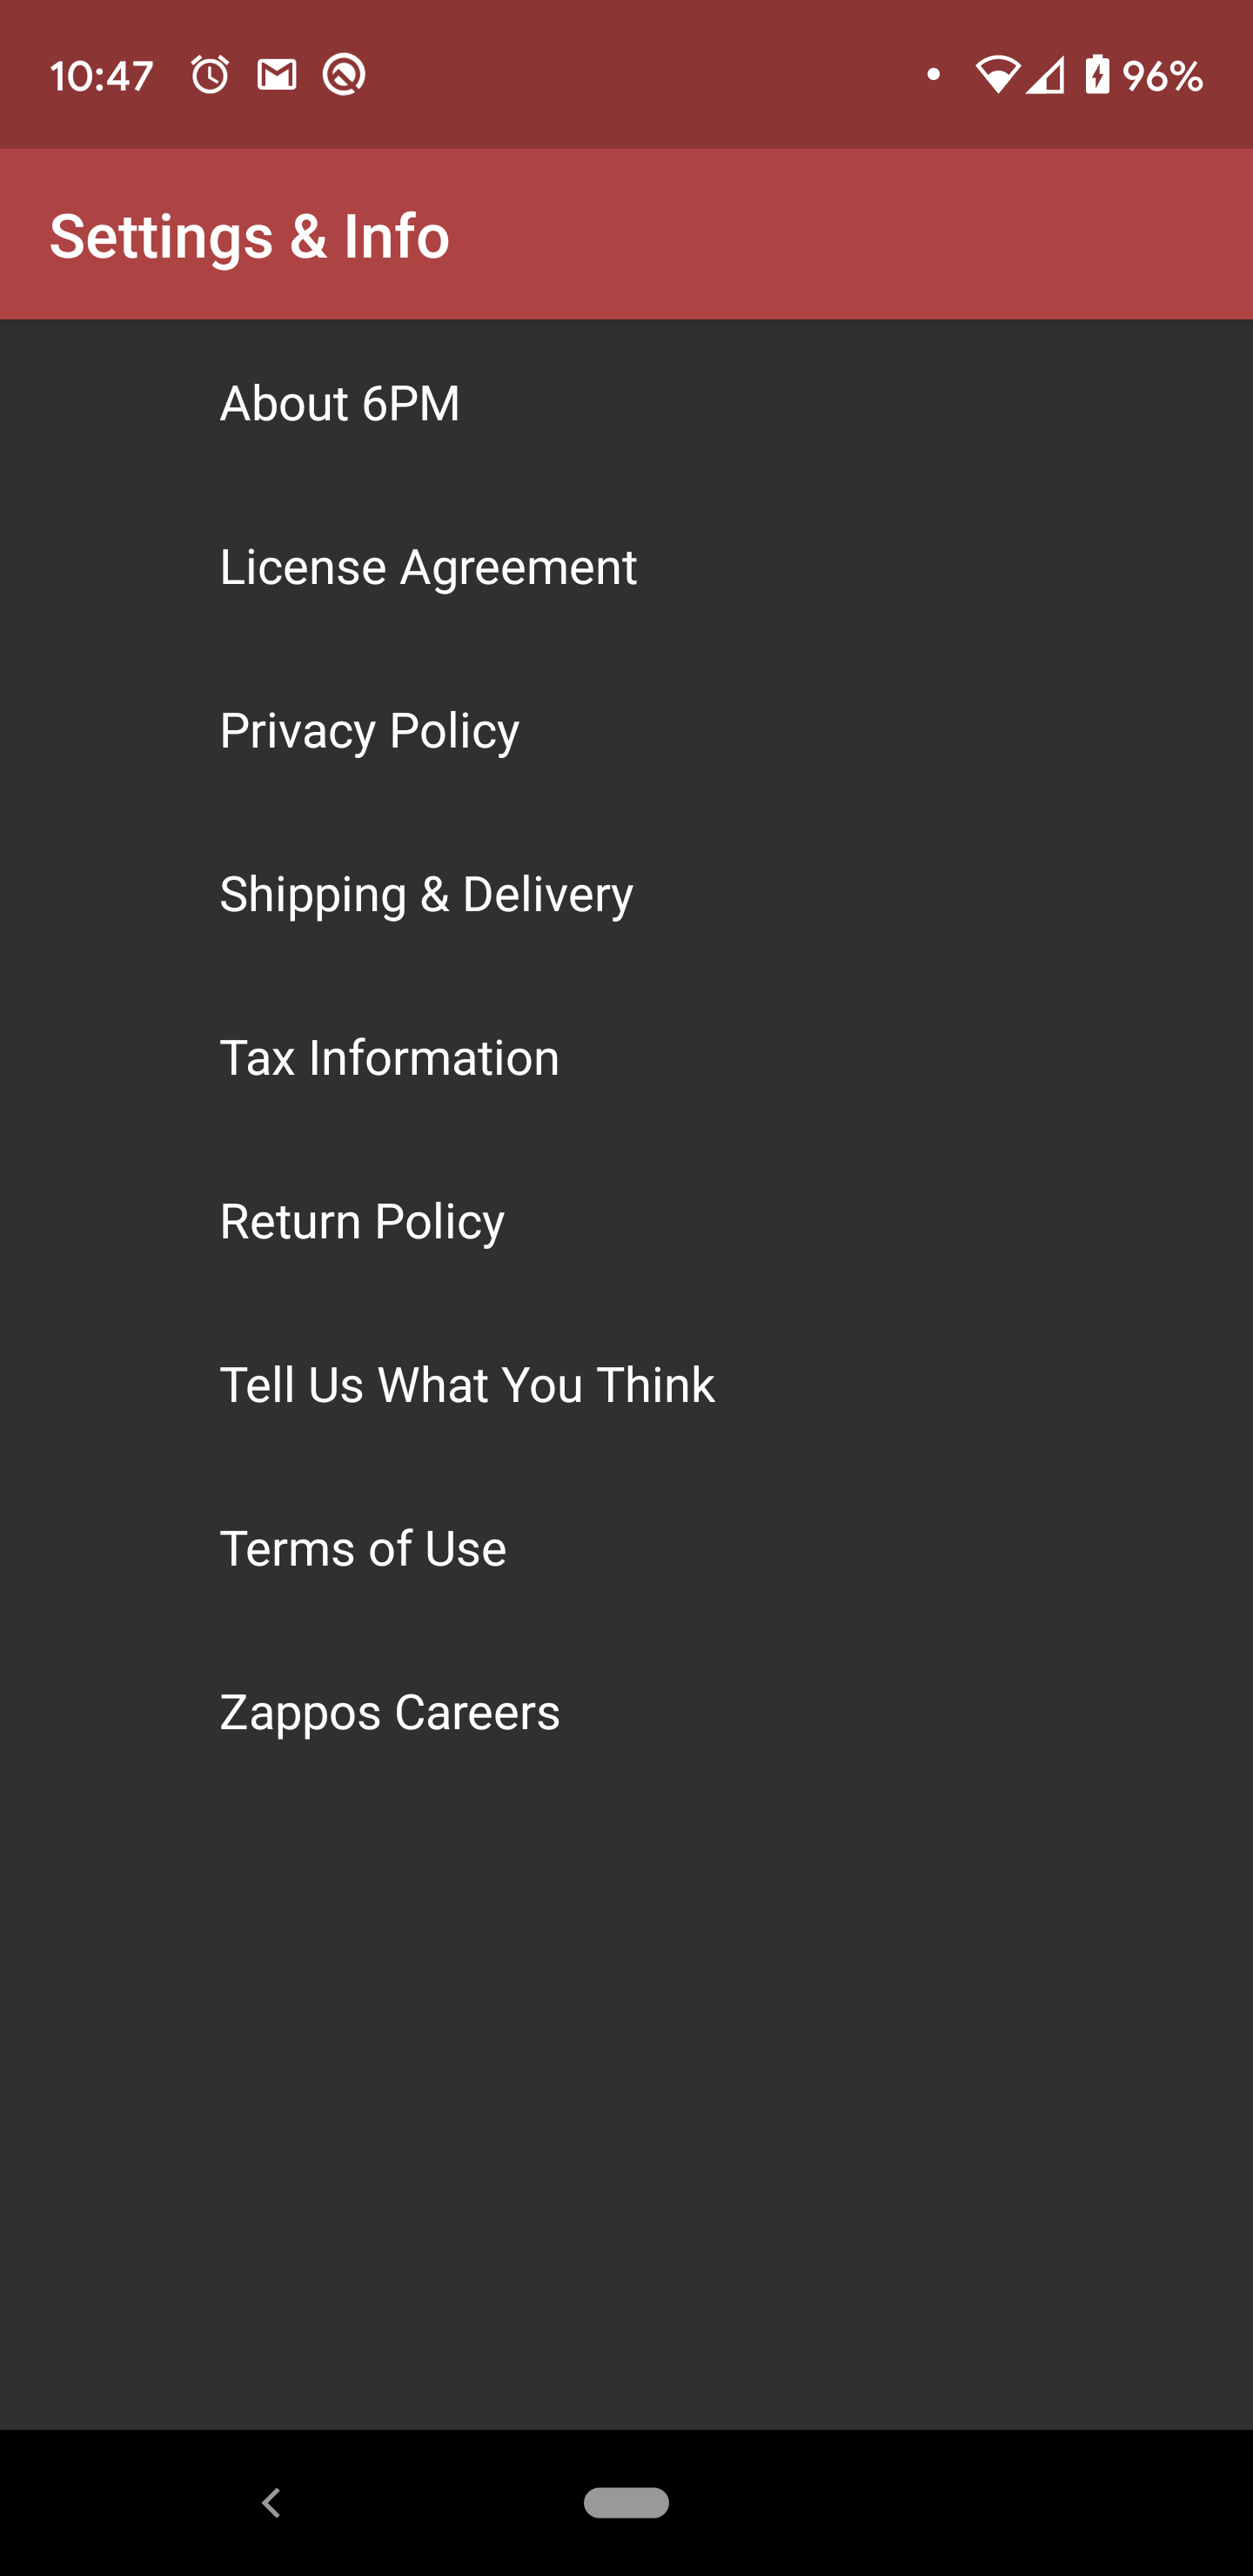 10:47 96%
Settings & Info
About 6PM
License Agreement
Privacy Policy
Shipping & Delivery
Tax Information
Return Policy
Tell Us What You Think
Terms of Use
Zappos Careers